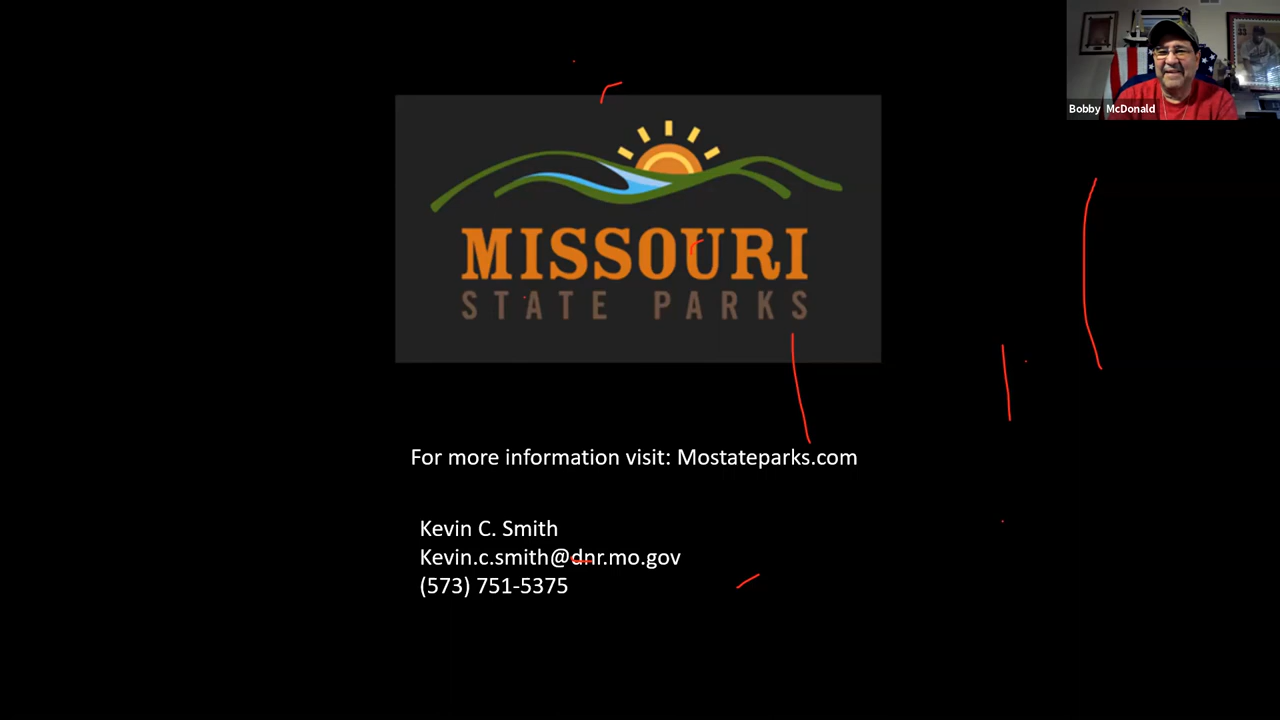 Bobby McDonald
MISSOURI
STATE PARKS
For more information visit: Mostateparks.com
Kevin C. Smith
Kevin.c.smith@dnr.mo.gov
(573) 751-5375